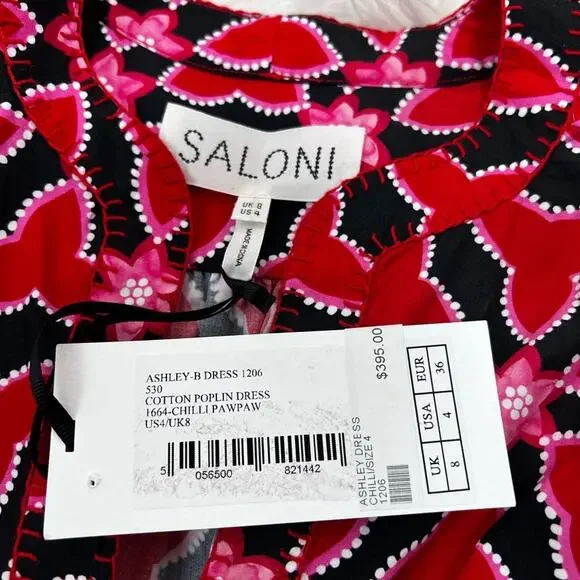 SALONI
UK 8
US 4
MADE IN CHINA
ASHLEY-B DRESS 1206
530
COTTON POPLIN DRESS
1664-CHILLI PAWPAW
US4/UK8
5 056500 821442
$395.00
ASHLEY DRESS
CHILLI/SIZE 4
1206
EUR 36
USA 4
UK 8